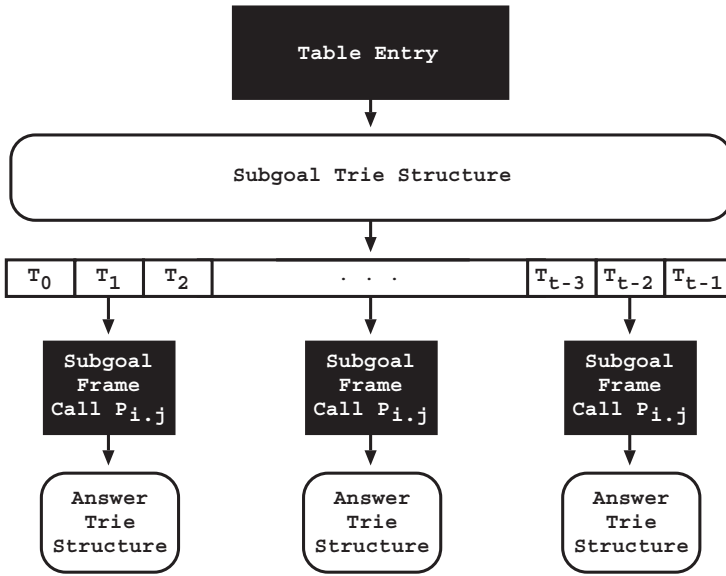 Table Entry
Subgoal Trie Structure
T0 T1 T2 . . . Tt-3 Tt-2 Tt-1
Subgoal Frame Call Pi.j
Subgoal Frame Call Pi.j
Subgoal Frame Call Pi.j
Answer Trie Structure
Answer Trie Structure
Answer Trie Structure